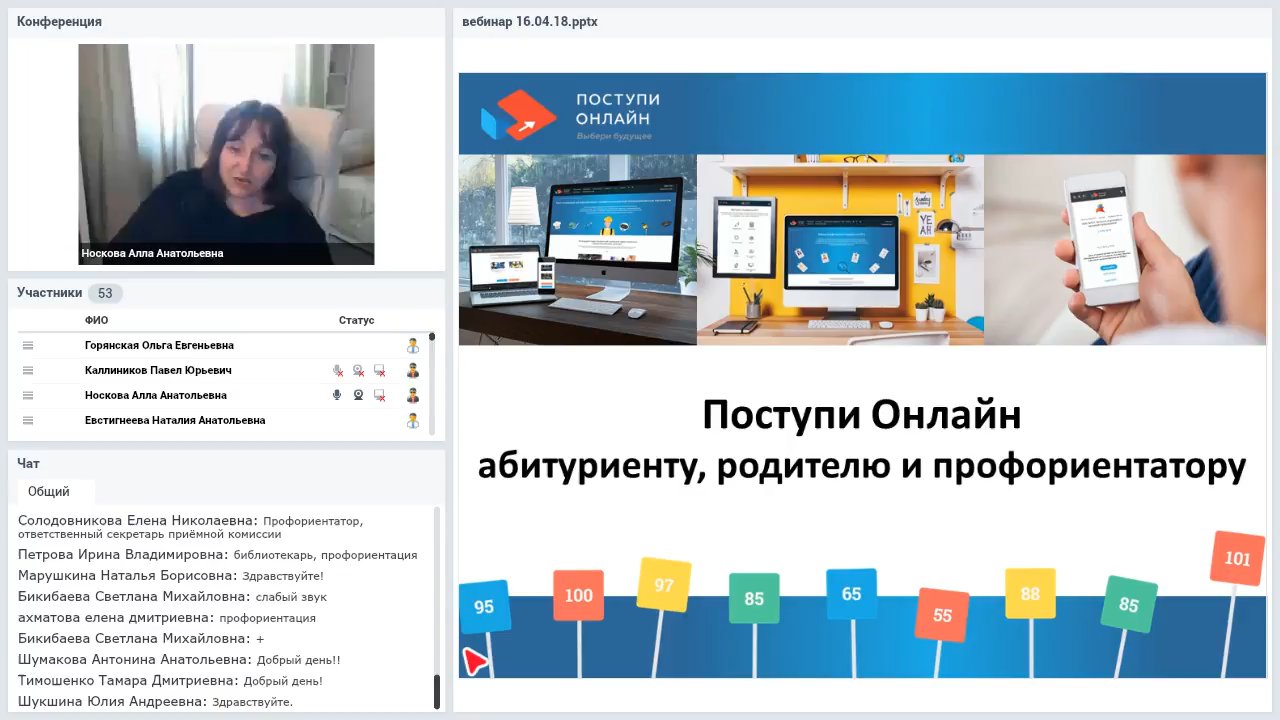 Конференция
Носкова Алла Анатольевна
Участники 53
ФИО Статус
Горянская Ольга Евгеньевна
Каллиников Павел Юрьевич
Носкова Алла Анатольевна
Евстигнеева Наталия Анатольевна
Чат
Общий
Солодовникова Елена Николаевна: Профориентатор,
ответственный секретарь приёмной комиссии
Петрова Ирина Владимировна: библиотекарь, профориентация
Марушкина Наталья Борисовна: Здравствуйте!
Бикибаева Светлана Михайловна: слабый звук
ахматова елена дмитриевна: профориентация
Бикибаева Светлана Михайловна: +
Шумакова Антонина Анатольевна: Добрый день!!
Тимошенко Тамара Дмитриевна: Добрый день!
Шукшина Юлия Андреевна: Здравствуйте.
вебинар 16.04.18.pptx
ПОСТУПИ
ОНЛАЙН
Выбери будущее
YE
AH
Поступи Онлайн
абитуриенту, родителю и профориентатору
95 100 97 85 65 55 88 85 101